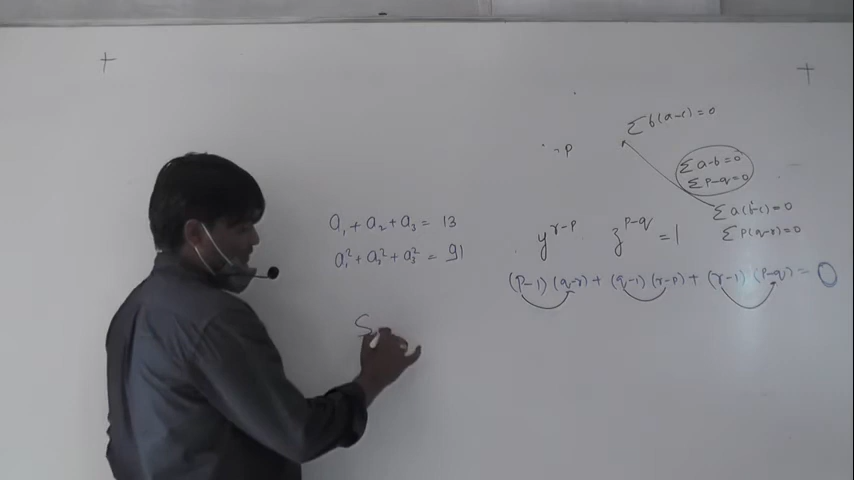 a₁ + a₂ + a₃ = 13
a₁² + a₂² + a₃² = 91
S
p
∑ b(a-c) = 0
∑ a-b = 0
∑ p-q = 0
∑ a(b-c) = 0
∑ p(q-r) = 0
y^(r-p) z^(p-q) = 1
(p-1)(q-r) + (q-1)(r-p) + (r-1)(p-q) = 0